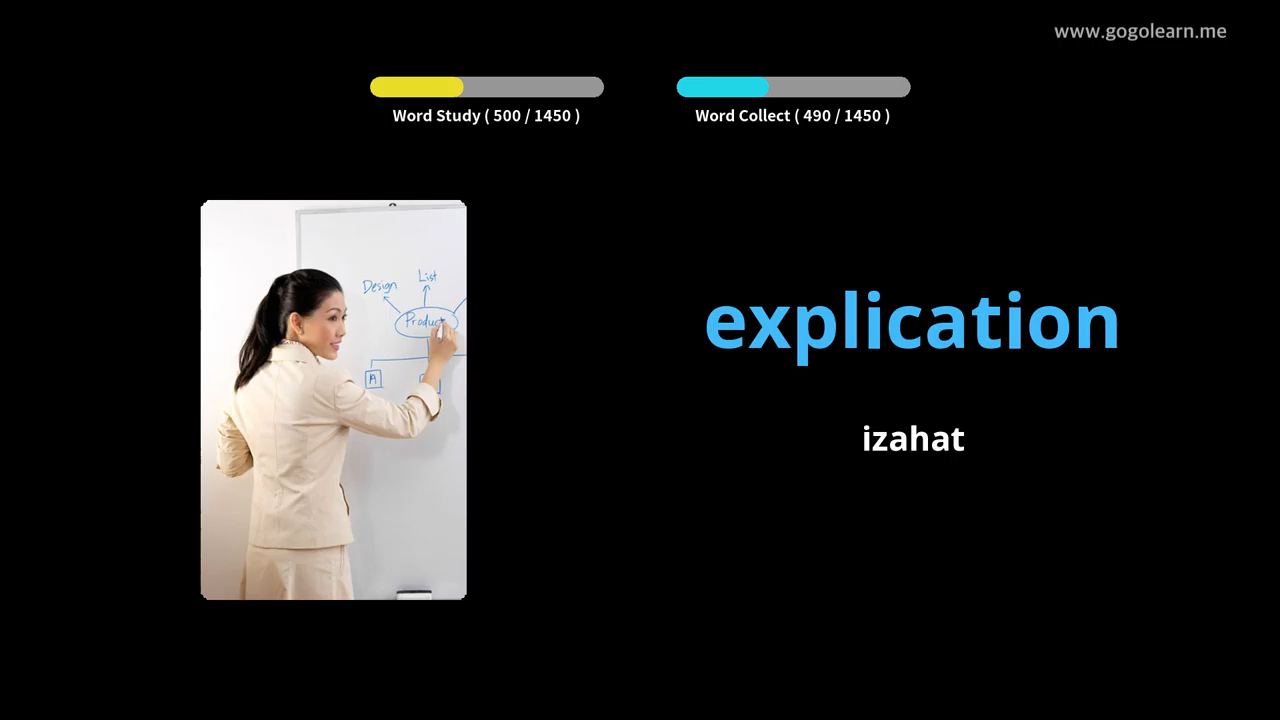 www.gogolearn.me
Word Study ( 500 / 1450 )
Word Collect ( 490 / 1450 )
List
Design
Product
A
explication
izahat